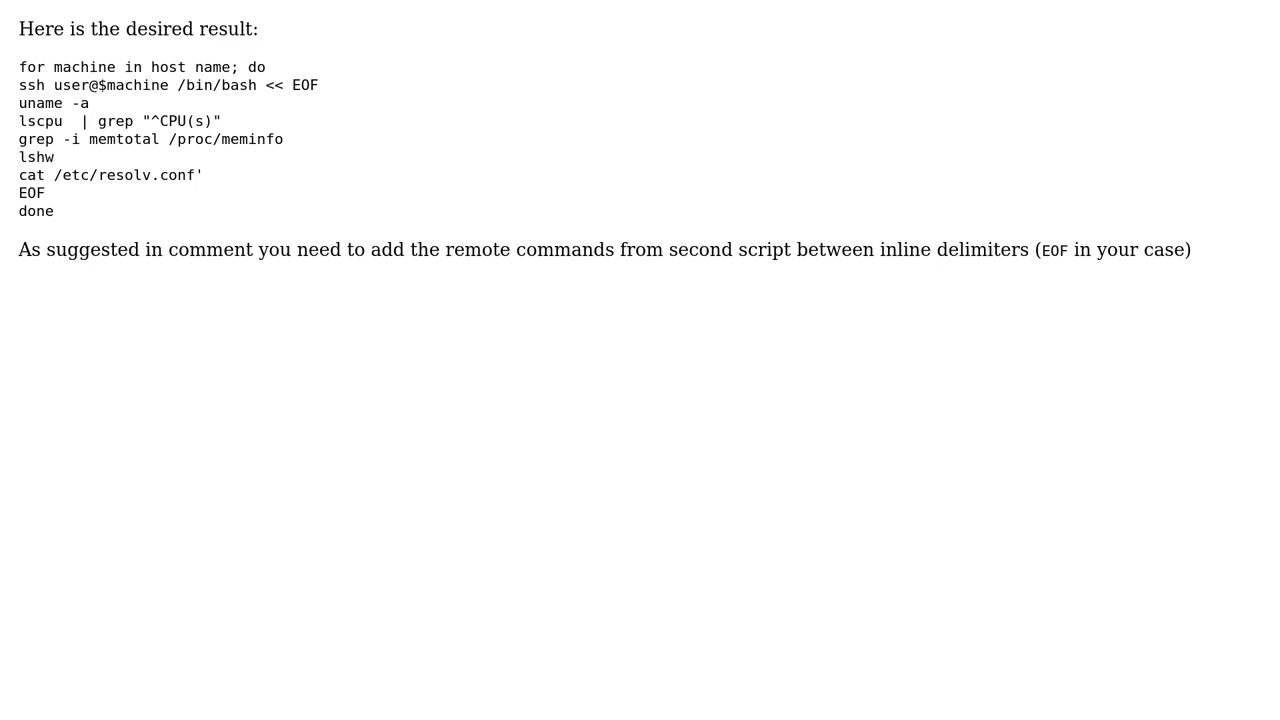 Here is the desired result:
for machine in host name; do
ssh user@$machine /bin/bash << EOF
uname -a
lscpu  | grep "^CPU(s)"
grep -i memtotal /proc/meminfo
lshw
cat /etc/resolv.conf'
EOF
done
As suggested in comment you need to add the remote commands from second script between inline delimiters (EOF in your case)